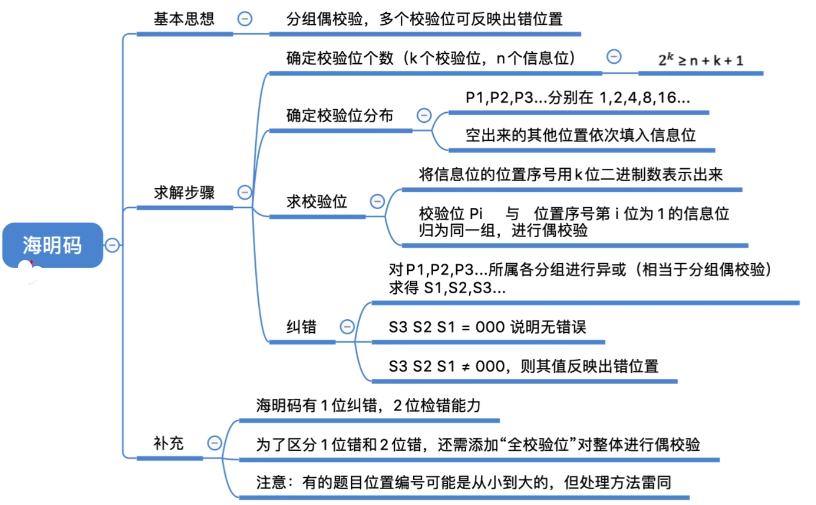 海明码
基本思想
分组偶校验，多个校验位可反映出错位置
求解步骤
确定校验位个数（k个校验位，n个信息位）
2ᵏ ≥ n + k + 1
确定校验位分布
P1,P2,P3...分别在 1,2,4,8,16...
空出来的其他位置依次填入信息位
求校验位
将信息位的位置序号用k位二进制数表示出来
校验位 Pi 与 位置序号第 i 位为1的信息位
归为同一组，进行偶校验
纠错
对P1,P2,P3...所属各分组进行异或（相当于分组偶校验）
求得 S1,S2,S3...
S3 S2 S1 = 000 说明无错误
S3 S2 S1 ≠ 000，则其值反映出错位置
补充
海明码有1位纠错，2位检错能力
为了区分1位错和2位错，还需添加“全校验位”对整体进行偶校验
注意：有的题目位置编号可能是从小到大的，但处理方法雷同